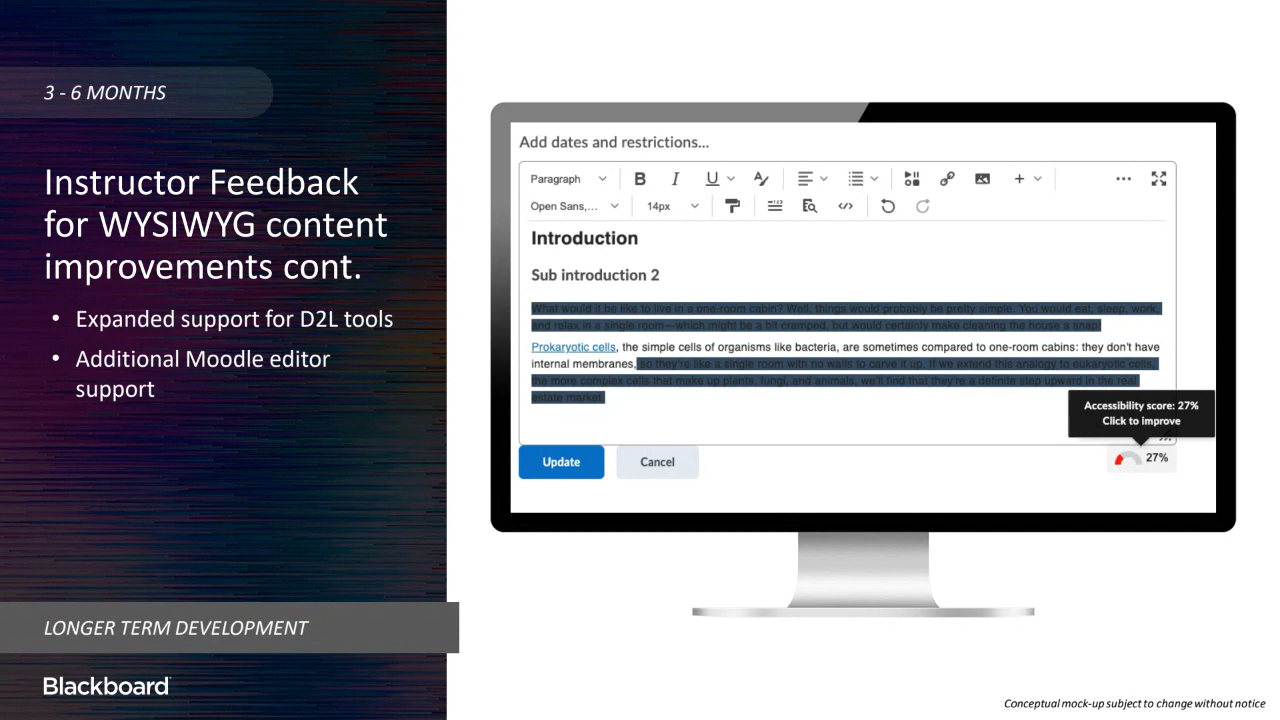 3 - 6 MONTHS
Instructor Feedback
for WYSIWYG content
improvements cont.
• Expanded support for D2L tools
• Additional Moodle editor
support
LONGER TERM DEVELOPMENT
Blackboard
Add dates and restrictions...
Paragraph
Open Sans,... 14px
Introduction
Sub introduction 2
What would it be like to live in a one-room cabin? Well, things would probably be pretty simple. You would eat, sleep, work,
and relax in a single room—which might be a bit cramped, but would certainly make cleaning the house a snap!
Prokaryotic cells, the simple cells of organisms like bacteria, are sometimes compared to one-room cabins: they don't have
internal membranes, so they're like a single room with no walls to carve it up. If we extend this analogy to eukaryotic cells,
the more complex cells that make up plants, fungi, and animals, we'll find that they're a definite step upward in the real
estate market.
Accessibility score: 27%
Click to improve
Update Cancel
27%
Conceptual mock-up subject to change without notice